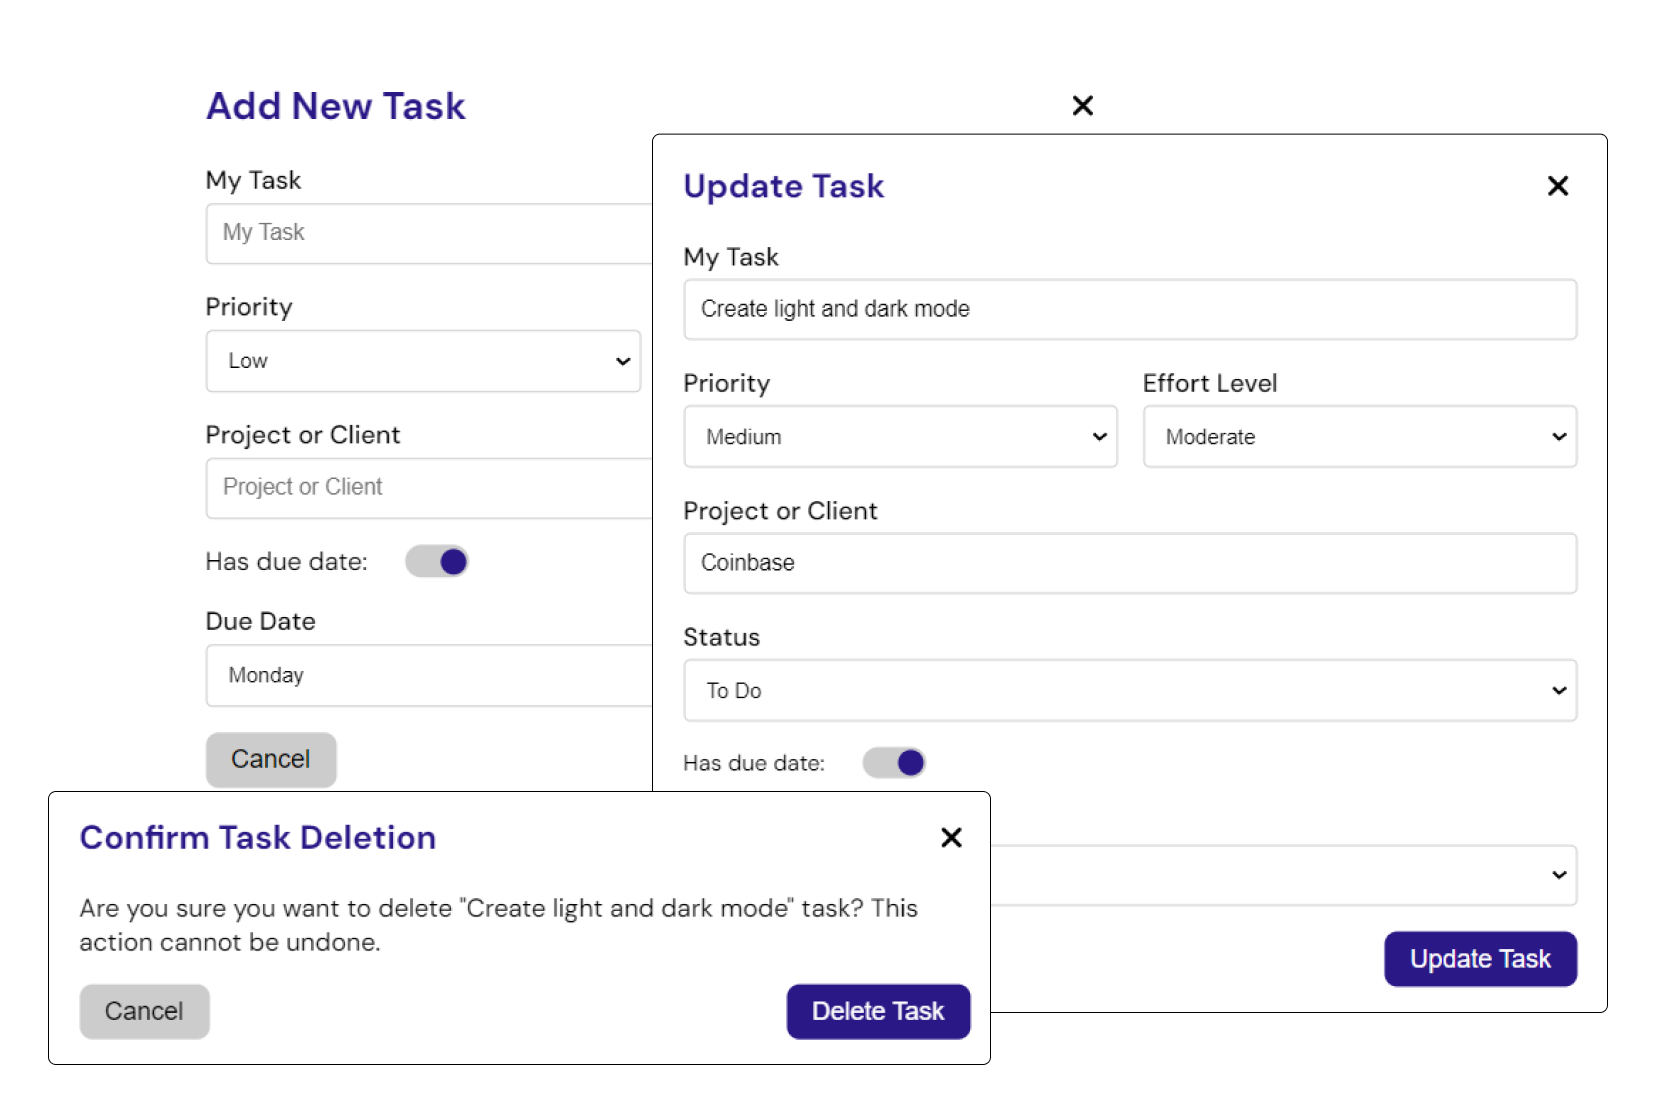 Add New Task
My Task
My Task
Priority
Low
Project or Client
Project or Client
Has due date:
Due Date
Monday
Cancel
Update Task
My Task
Create light and dark mode
Priority
Effort Level
Medium
Moderate
Project or Client
Coinbase
Status
To Do
Has due date:
Update Task
Confirm Task Deletion
Are you sure you want to delete "Create light and dark mode" task? This
action cannot be undone.
Cancel
Delete Task